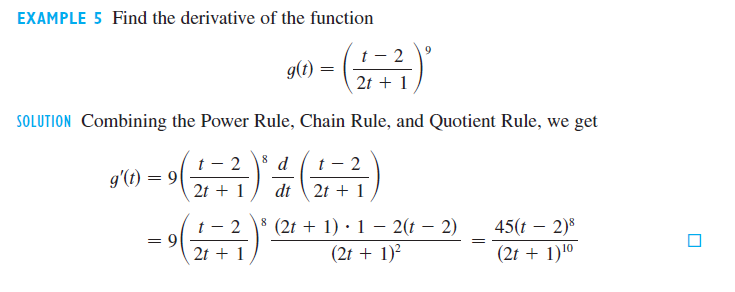 EXAMPLE 5 Find the derivative of the function
g(t) = ((t − 2)/(2t + 1))⁹
SOLUTION Combining the Power Rule, Chain Rule, and Quotient Rule, we get
g′(t) = 9((t − 2)/(2t + 1))⁸ d/dt ((t − 2)/(2t + 1))
= 9((t − 2)/(2t + 1))⁸ ((2t + 1) · 1 − 2(t − 2))/(2t + 1)² = 45(t − 2)⁸/(2t + 1)¹⁰ □